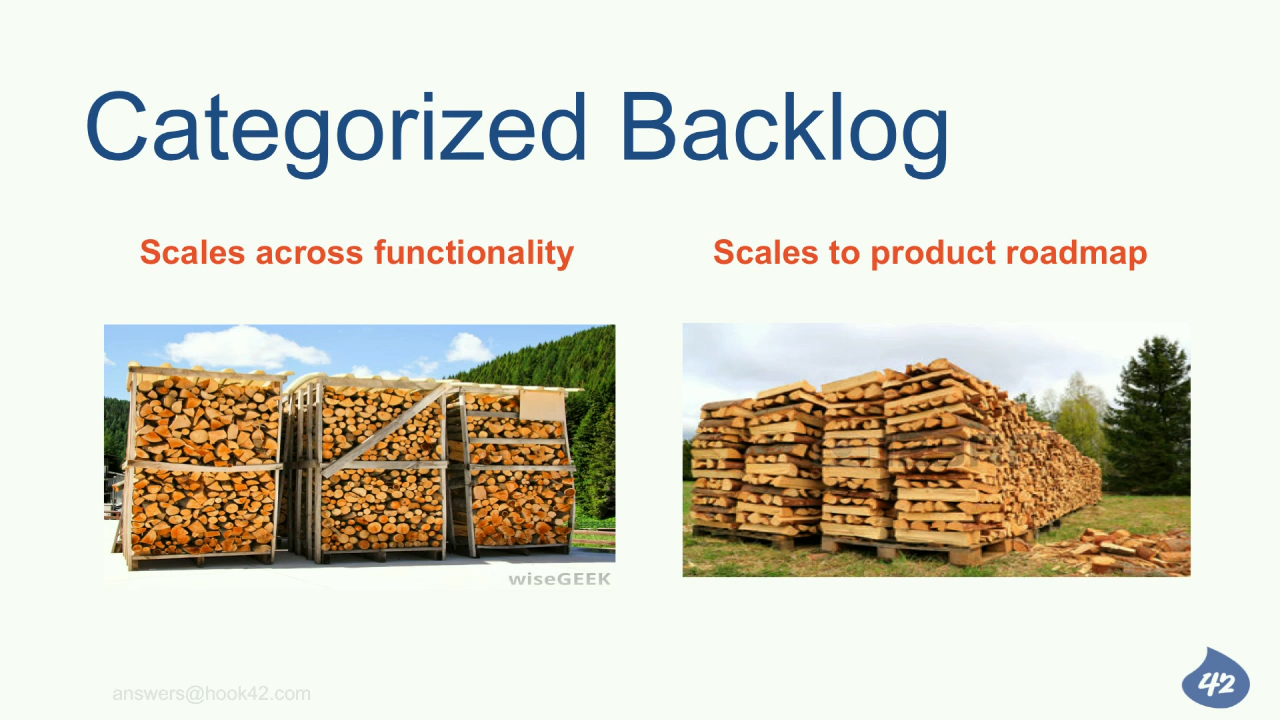 Categorized Backlog
Scales across functionality
Scales to product roadmap
wiseGEEK
answers@hook42.com
42